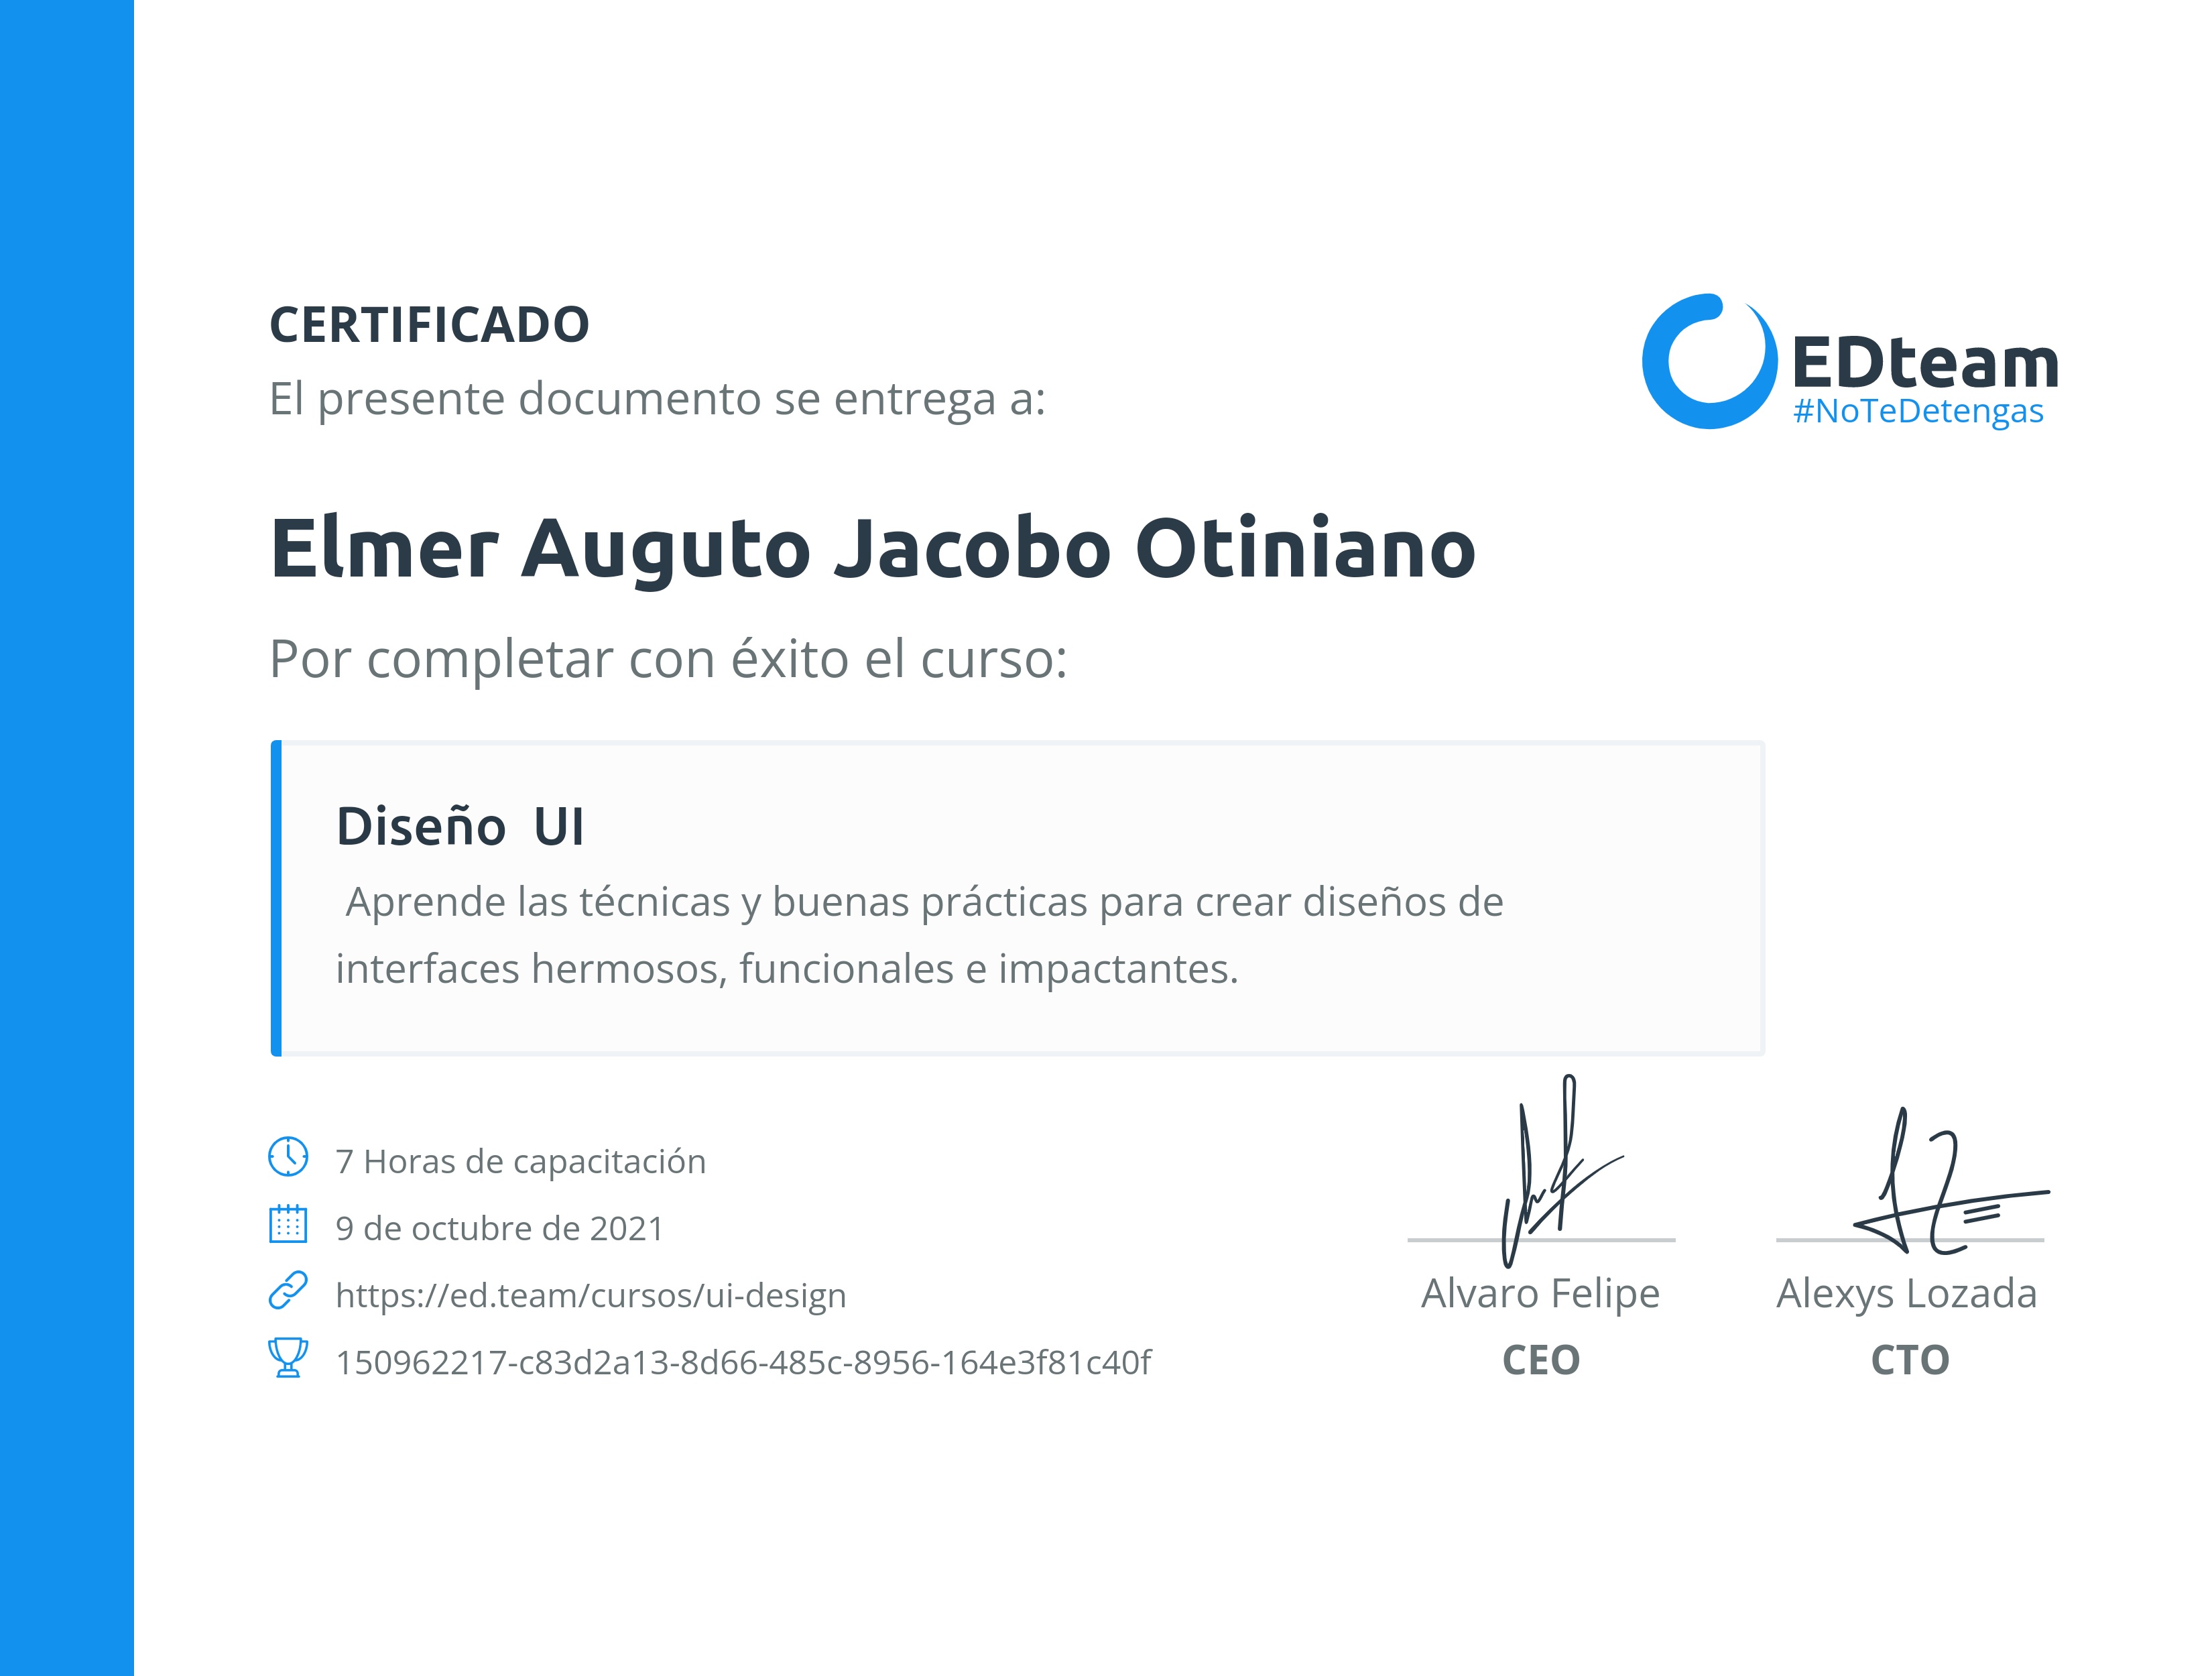 CERTIFICADO
El presente documento se entrega a:
EDteam
#NoTeDetengas
Elmer Auguto Jacobo Otiniano
Por completar con éxito el curso:
Diseño UI
Aprende las técnicas y buenas prácticas para crear diseños de
interfaces hermosos, funcionales e impactantes.
7 Horas de capacitación
9 de octubre de 2021
https://ed.team/cursos/ui-design
150962217-c83d2a13-8d66-485c-8956-164e3f81c40f
Alvaro Felipe
CEO
Alexys Lozada
CTO